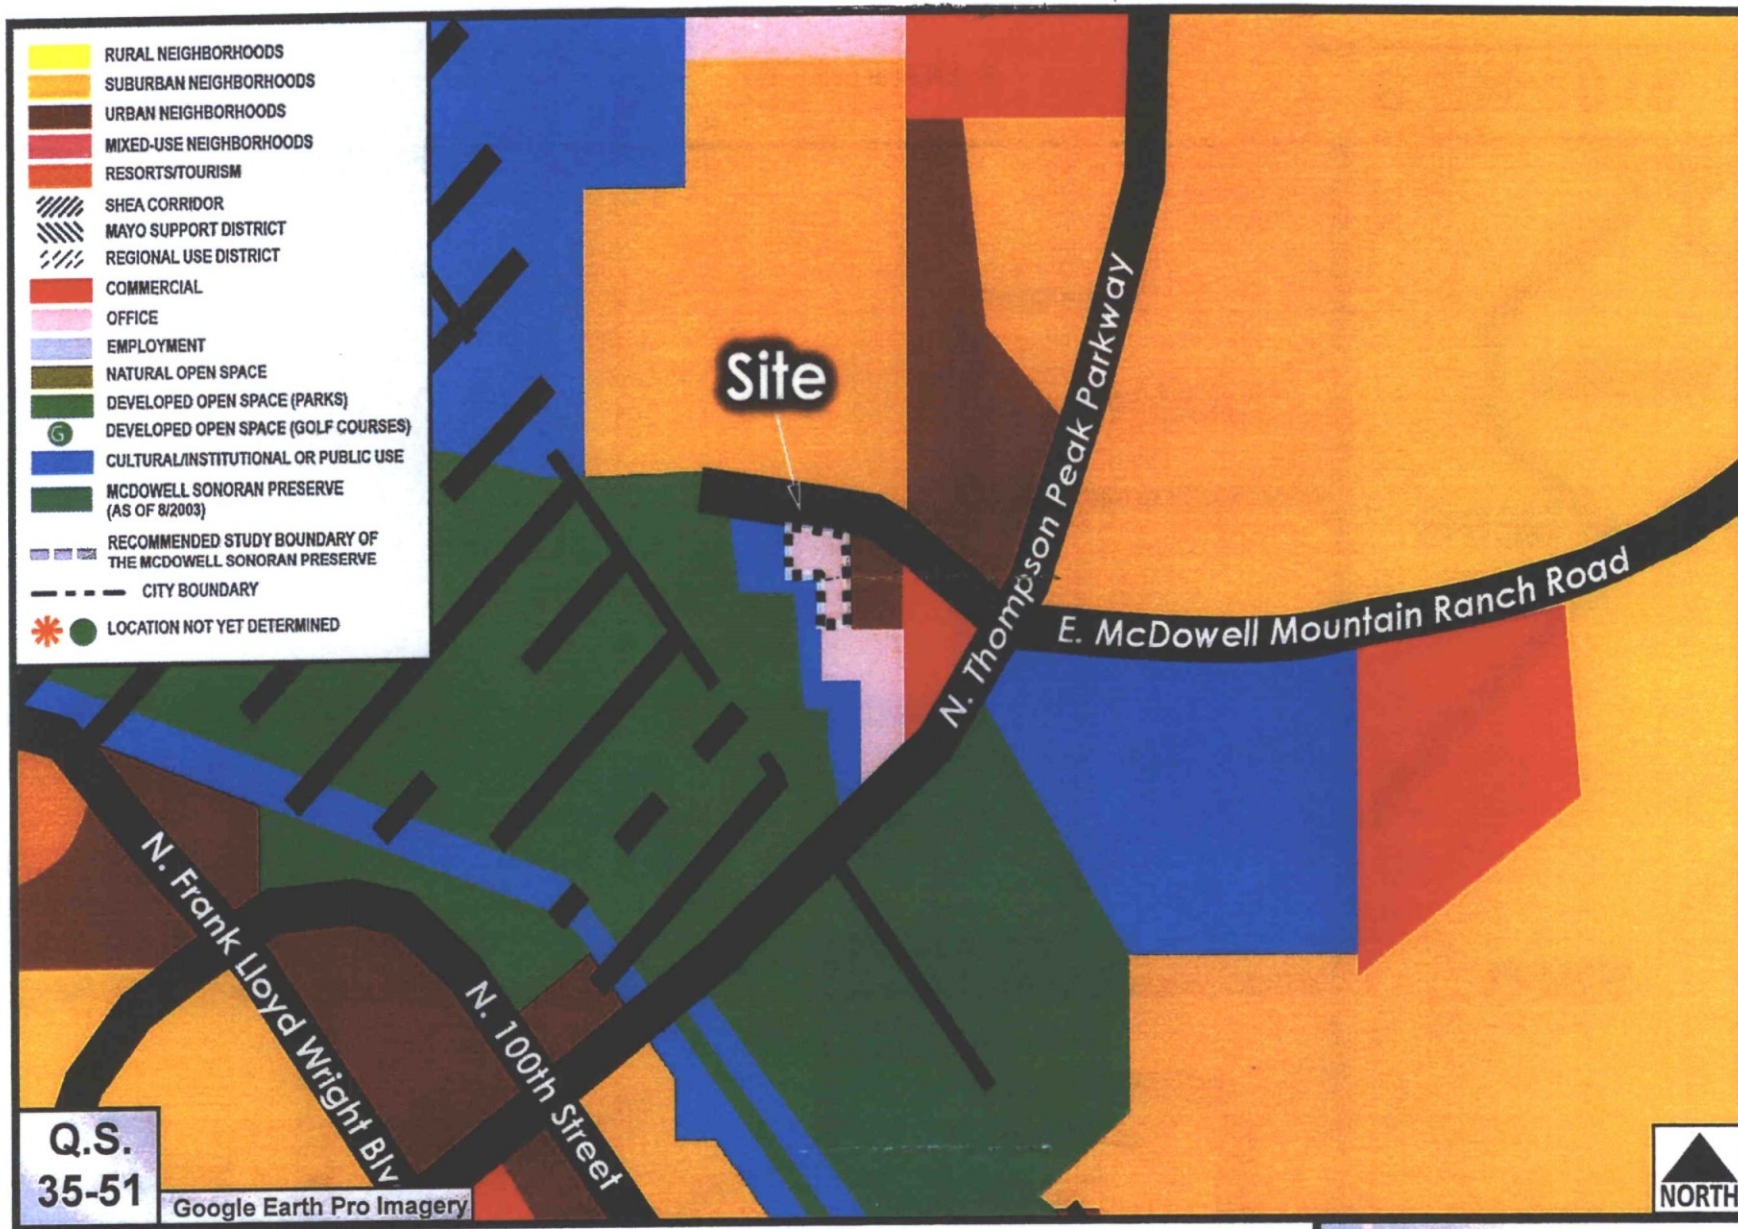 RURAL NEIGHBORHOODS
SUBURBAN NEIGHBORHOODS
URBAN NEIGHBORHOODS
MIXED-USE NEIGHBORHOODS
RESORTS/TOURISM
SHEA CORRIDOR
MAYO SUPPORT DISTRICT
REGIONAL USE DISTRICT
COMMERCIAL
OFFICE
EMPLOYMENT
NATURAL OPEN SPACE
DEVELOPED OPEN SPACE (PARKS)
G DEVELOPED OPEN SPACE (GOLF COURSES)
CULTURAL/INSTITUTIONAL OR PUBLIC USE
MCDOWELL SONORAN PRESERVE
(AS OF 8/2003)
RECOMMENDED STUDY BOUNDARY OF
THE MCDOWELL SONORAN PRESERVE
CITY BOUNDARY
LOCATION NOT YET DETERMINED
Site
N. Thompson Peak Parkway
E. McDowell Mountain Ranch Road
N. Frank Lloyd Wright Blv
N. 100th Street
Q.S.
35-51
Google Earth Pro Imagery
NORTH